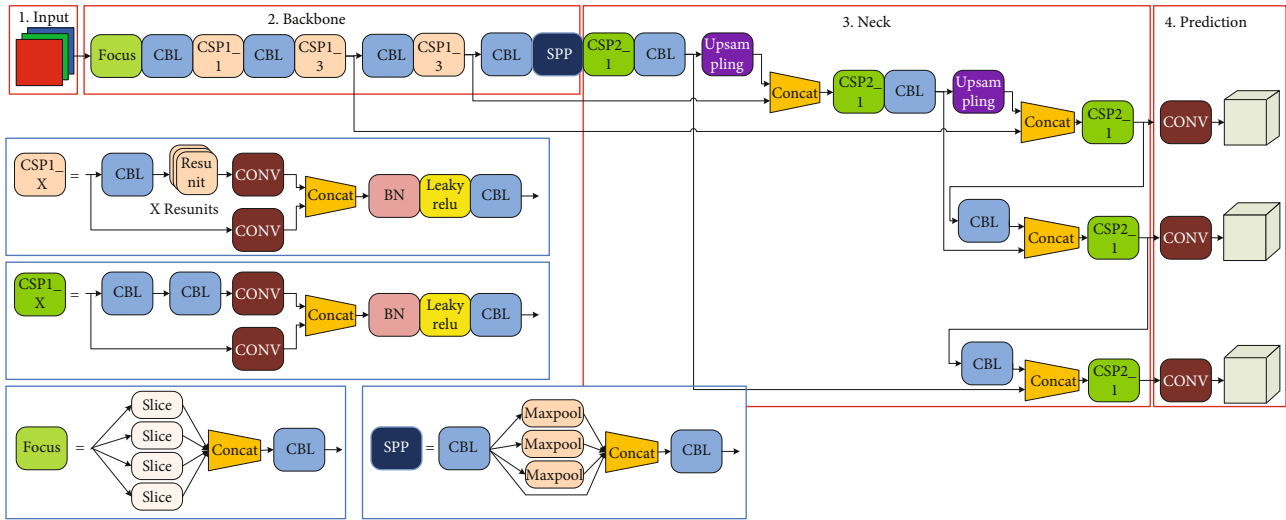 1. Input
2. Backbone
3. Neck
4. Prediction
Focus
CBL
CSP1_
1
CBL
CSP1_
3
CBL
CSP1_
3
CBL
SPP
CSP2_
1
CBL
Upsam
pling
Concat
CSP2_
1
CBL
Upsam
pling
Concat
CSP2_
1
CONV
CBL
Concat
CSP2_
1
CONV
CBL
Concat
CSP2_
1
CONV
CSP1_
X
=
CBL
Resu
nit
X Resunits
CONV
CONV
Concat
BN
Leaky
relu
CBL
CSP1_
X
=
CBL
CBL
CONV
CONV
Concat
BN
Leaky
relu
CBL
Focus
=
Slice
Slice
Slice
Slice
Concat
CBL
SPP
=
CBL
Maxpool
Maxpool
Maxpool
Concat
CBL